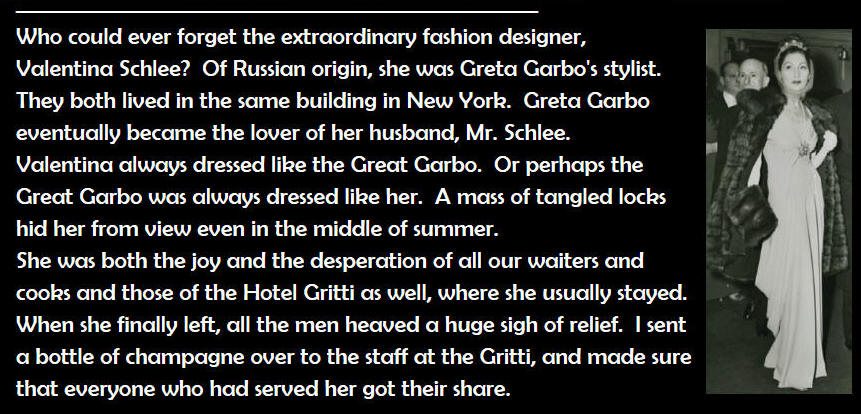 Who could ever forget the extraordinary fashion designer,
Valentina Schlee?  Of Russian origin, she was Greta Garbo's stylist.
They both lived in the same building in New York.  Greta Garbo
eventually became the lover of her husband, Mr. Schlee.
Valentina always dressed like the Great Garbo.  Or perhaps the
Great Garbo was always dressed like her.  A mass of tangled locks
hid her from view even in the middle of summer.
She was both the joy and the desperation of all our waiters and
cooks and those of the Hotel Gritti as well, where she usually stayed.
When she finally left, all the men heaved a huge sigh of relief.  I sent
a bottle of champagne over to the staff at the Gritti, and made sure
that everyone who had served her got their share.